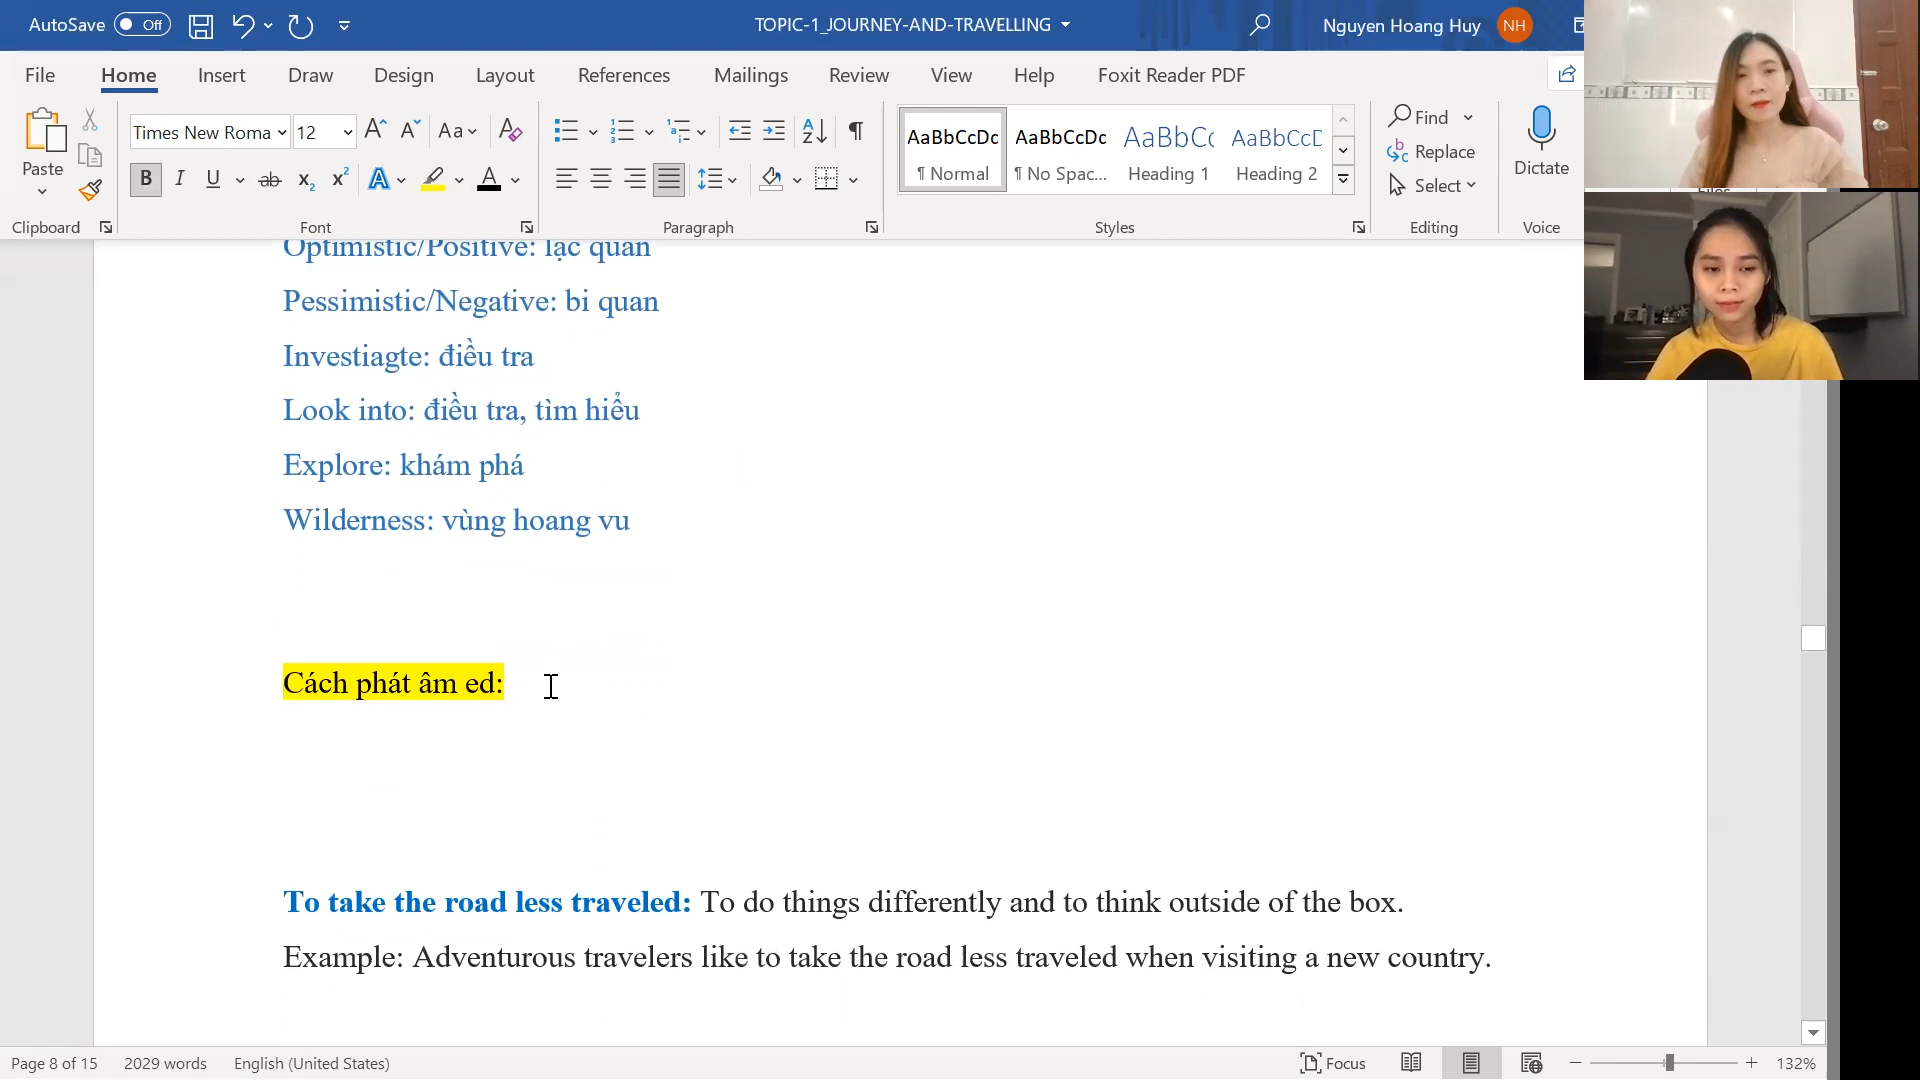 AutoSave Off TOPIC-1_JOURNEY-AND-TRAVELLING Nguyen Hoang Huy NH
File Home Insert Draw Design Layout References Mailings Review View Help Foxit Reader PDF
Paste
Times New Roma 12
Aa
B I U ab x₂ x² A A
AaBbCcDc AaBbCcDc AaBbCc AaBbCcD
¶ Normal ¶ No Spac... Heading 1 Heading 2
Find
Replace
Select
Dictate
Clipboard Font Paragraph Styles Editing Voice
Optimistic/Positive: lạc quan
Pessimistic/Negative: bi quan
Investiagte: điều tra
Look into: điều tra, tìm hiểu
Explore: khám phá
Wilderness: vùng hoang vu
Cách phát âm ed:
To take the road less traveled: To do things differently and to think outside of the box.
Example: Adventurous travelers like to take the road less traveled when visiting a new country.
Page 8 of 15 2029 words English (United States) Focus 132%